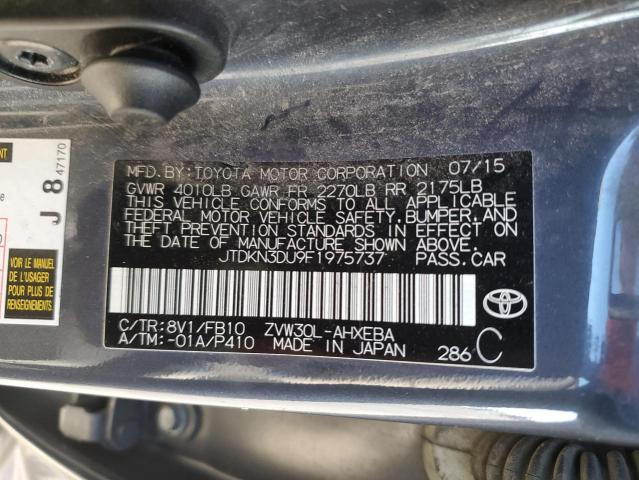 MFD. BY: TOYOTA MOTOR CORPORATION 07/15
GVWR 4010LB GAWR FR 2270LB RR 2175LB
THIS VEHICLE CONFORMS TO ALL APPLICABLE
FEDERAL MOTOR VEHICLE SAFETY, BUMPER, AND
THEFT PREVENTION STANDARDS IN EFFECT ON
THE DATE OF MANUFACTURE SHOWN ABOVE.
JTDKN3DU9F1975737 PASS. CAR
C/TR: 8V1/FB10 ZVW30L-AHXEBA
A/TM: -01A/P410 MADE IN JAPAN 286 C
TOYOTA
J 8 47170
VOIR LE MANUEL
DE L'USAGER
POUR PLUS DE
RENSEIGNEMENTS